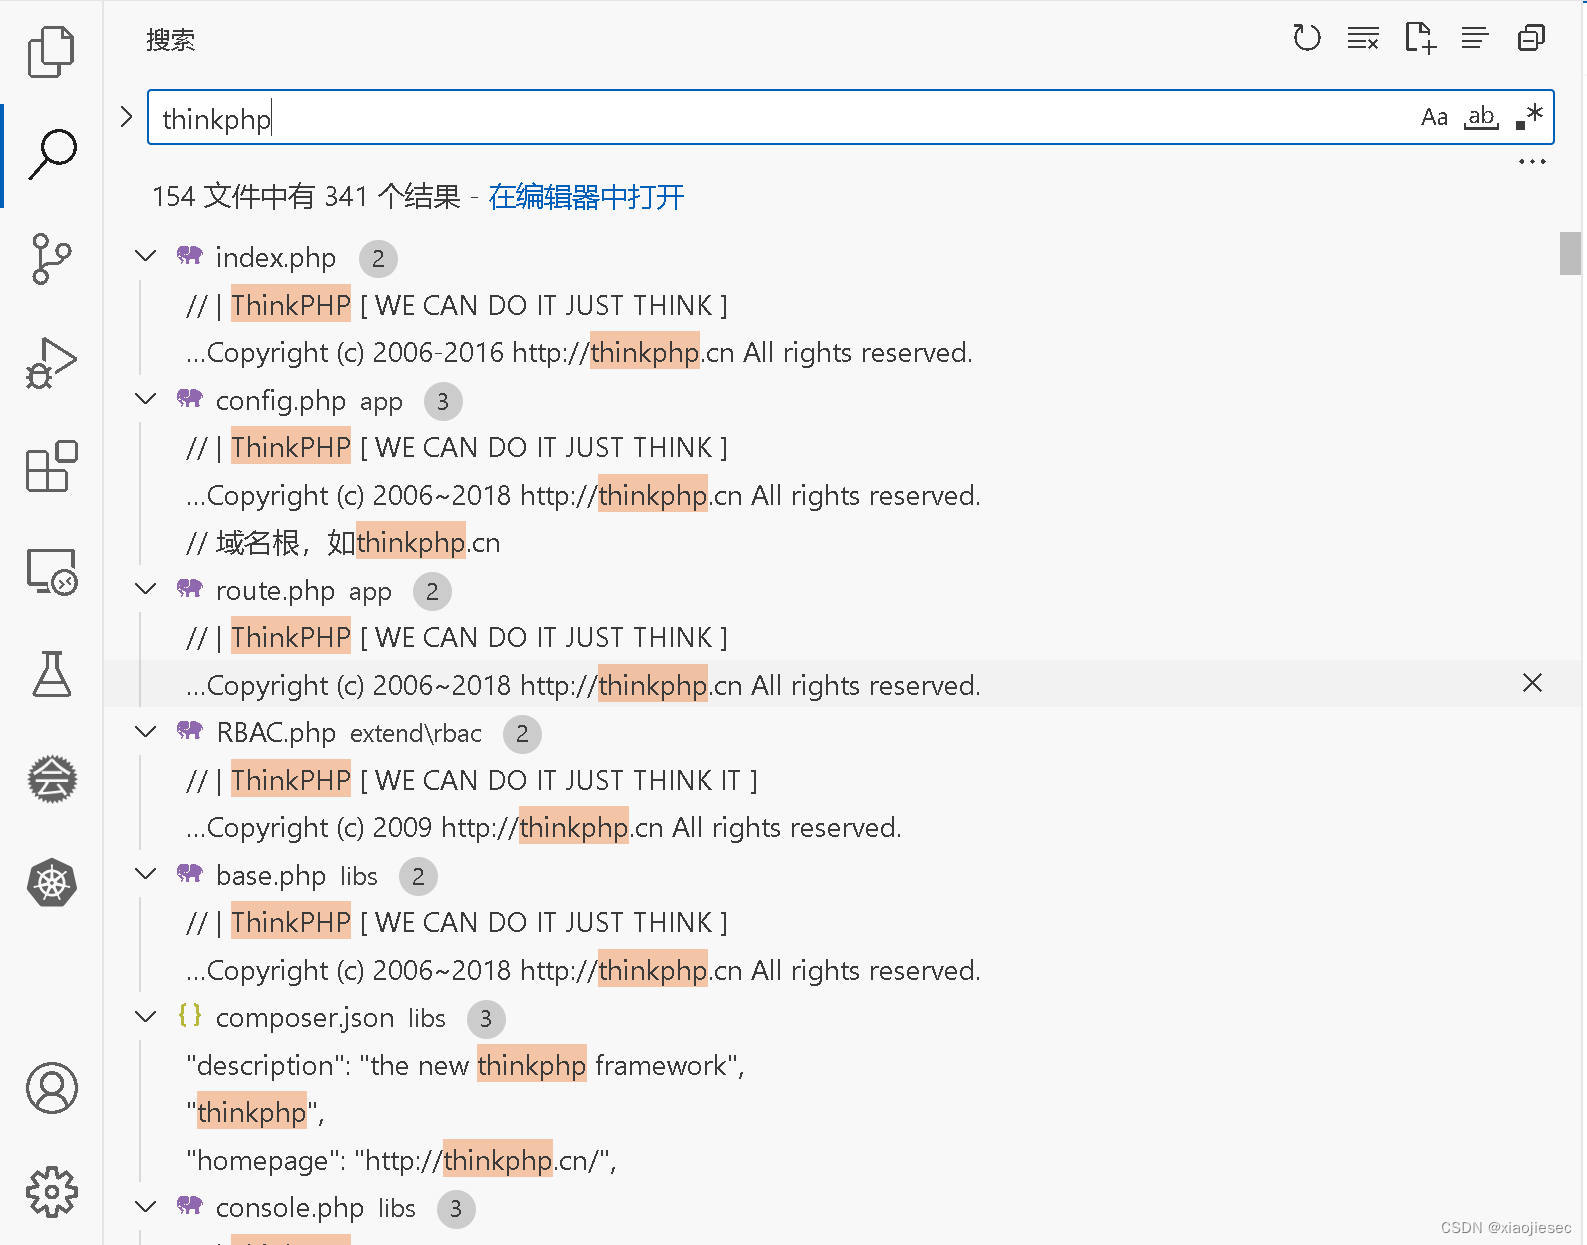 搜索
thinkphp
Aa ab .*
154 文件中有 341 个结果 - 在编辑器中打开
index.php 2
// | ThinkPHP [ WE CAN DO IT JUST THINK ]
...Copyright (c) 2006-2016 http://thinkphp.cn All rights reserved.
config.php app 3
// | ThinkPHP [ WE CAN DO IT JUST THINK ]
...Copyright (c) 2006~2018 http://thinkphp.cn All rights reserved.
// 域名根，如thinkphp.cn
route.php app 2
// | ThinkPHP [ WE CAN DO IT JUST THINK ]
...Copyright (c) 2006~2018 http://thinkphp.cn All rights reserved.
RBAC.php extend\rbac 2
// | ThinkPHP [ WE CAN DO IT JUST THINK IT ]
...Copyright (c) 2009 http://thinkphp.cn All rights reserved.
会
base.php libs 2
// | ThinkPHP [ WE CAN DO IT JUST THINK ]
...Copyright (c) 2006~2018 http://thinkphp.cn All rights reserved.
{} composer.json libs 3
"description": "the new thinkphp framework",
"thinkphp",
"homepage": "http://thinkphp.cn/",
console.php libs 3
CSDN @xiaojiesec